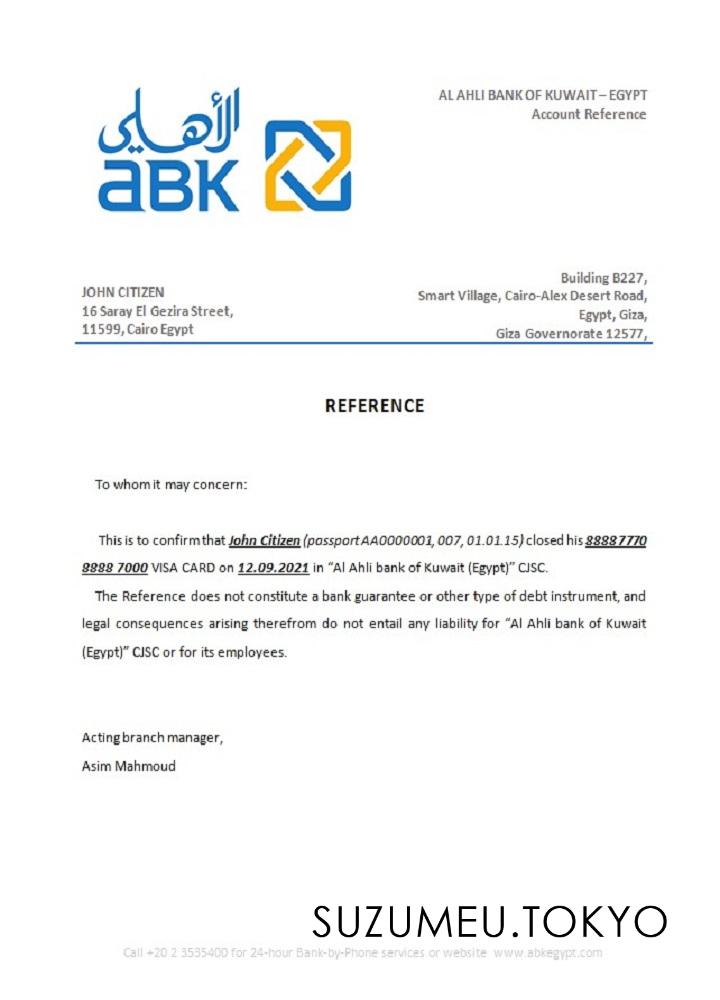 الأهلي
aBK
AL AHLI BANK OF KUWAIT – EGYPT
Account Reference
JOHN CITIZEN
16 Saray El Gezira Street,
11599, Cairo Egypt
Building B227,
Smart Village, Cairo-Alex Desert Road,
Egypt, Giza,
Giza Governorate 12577,
REFERENCE
To whom it may concern:
This is to confirm that John Citizen (passport AA0000001, 007, 01.01.15) closed his 8888 7770
8888 7000 VISA CARD on 12.09.2021 in “Al Ahli bank of Kuwait (Egypt)” CJSC.
The Reference does not constitute a bank guarantee or other type of debt instrument, and
legal consequences arising therefrom do not entail any liability for “Al Ahli bank of Kuwait
(Egypt)” CJSC or for its employees.
Acting branch manager,
Asim Mahmoud
SUZUMEU.TOKYO
Call +20 2 3535400 for 24-hour Bank-by-Phone services or website www.abkegypt.com